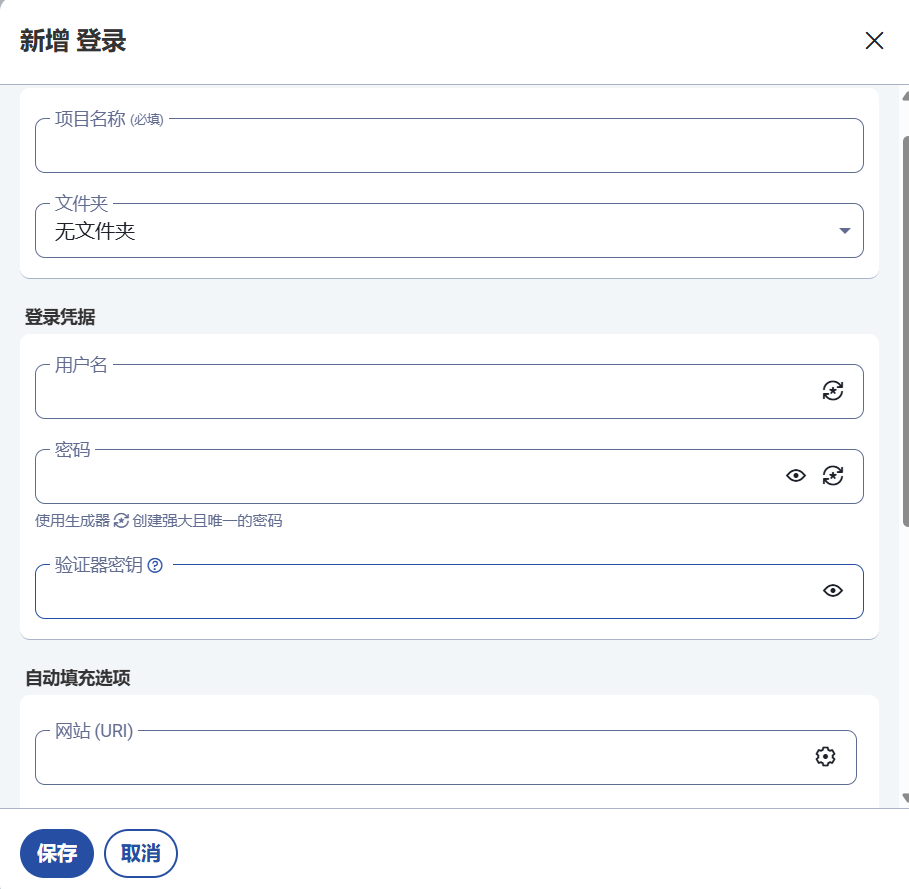 新增 登录
项目名称 (必填)
文件夹
无文件夹
登录凭据
用户名
密码
使用生成器 创建强大且唯一的密码
验证器密钥
自动填充选项
网站 (URI)
保存 取消